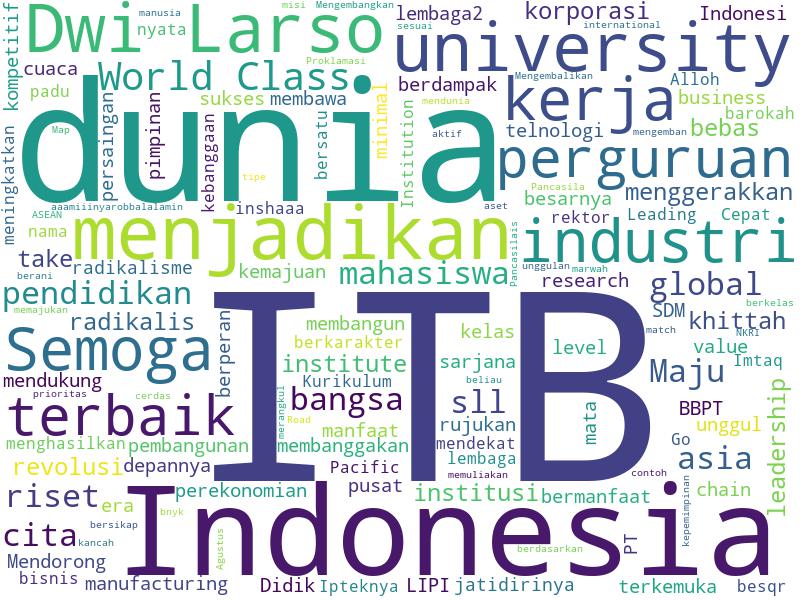 misi Mengembangkan
manusia
Dwi Larso
nyata
lembaga2
korporasi
Indonesi
sesuai
international
kompetitif
Proklamasi
university
cuaca
World Class
padu
sukses
membawa
berdampak
Mengembalikan
Alloh
kerja
business
barokah
mendunia
minimal
persaingan
pimpinan
kebanggaan
bersatu
Institution
dunia
Map
aktif
telnologi
mengemban
bebas
meningkatkan
tipe
perguruan
Pancasila
menggerakkan
besarnya
aaamiiinyarobbalalamin
inshaaa
aset
ASEAN
nama
menjadikan
rektor
Leading
Cepat
industri
Pancasilais
take
radikalisme
kemajuan
mahasiswa
unggulan
marwah
berani
research
global
berkelas
pendidikan
memajukan
radikalis
berperan
ITB
membangun
kelas
level
SDM
khittah
match
NKRI
Semoga
berkarakter
institute
sarjana
value
Imtaq
mendukung
Kurikulum
beliau
Maju
prioritas
cerdas
merangkul
bangsa
sll
mata
BBPT
leadership
terbaik
Road
manfaat
rujukan
unggul
menghasilkan
pembangunan
membanggakan
mendekat
Go
revolusi
depannya
Pacific
lembaga
asia
memuliakan
contoh
riset
era
perekonomian
pusat
institusi
bermanfaat
kepemimpinan
chain
cita
bersikap
bnyk
Indonesia
kancah
Agustus
berdasarkan
PT
Mendorong
bisnis
manufacturing
Didik
Ipteknya
LIPI
jatidirinya
terkemuka
besqr